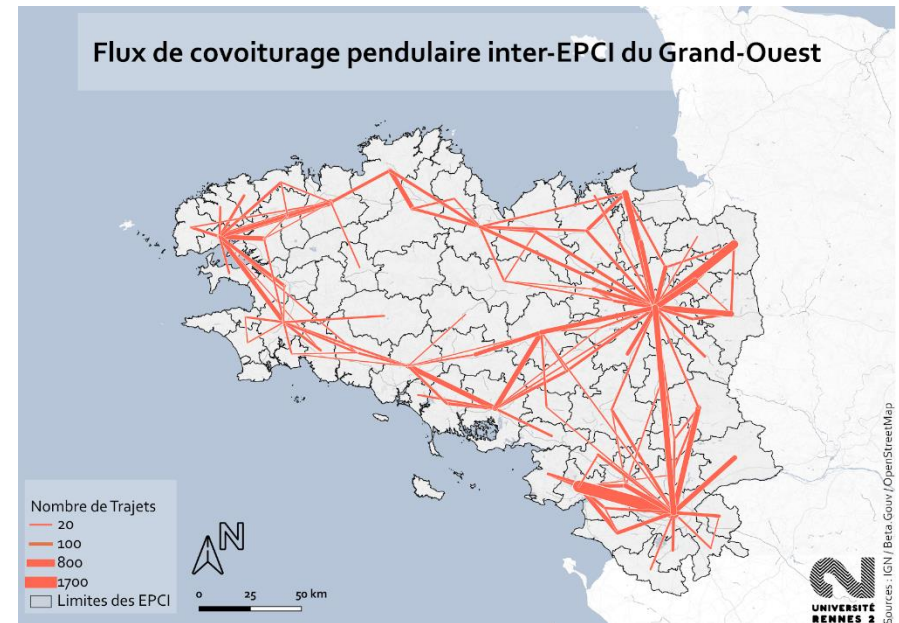 Flux de covoiturage pendulaire inter-EPCI du Grand-Ouest
Nombre de Trajets
20
100
800
1700
Limites des EPCI
N
0 25 50 km
UNIVERSITÉ
RENNES 2
Sources : IGN / Beta.Gouv / OpenStreetMap